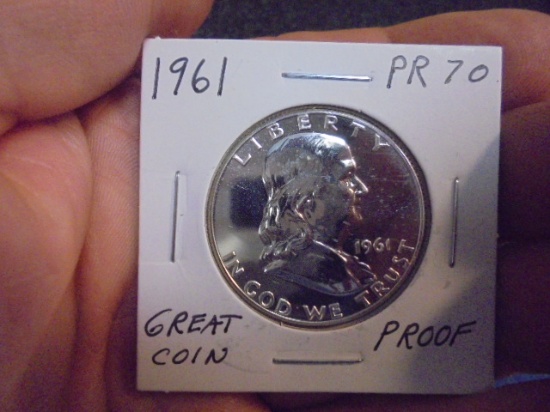 1961
PR 70
LIBERTY
1961
IN GOD WE TRUST
GREAT
COIN
PROOF